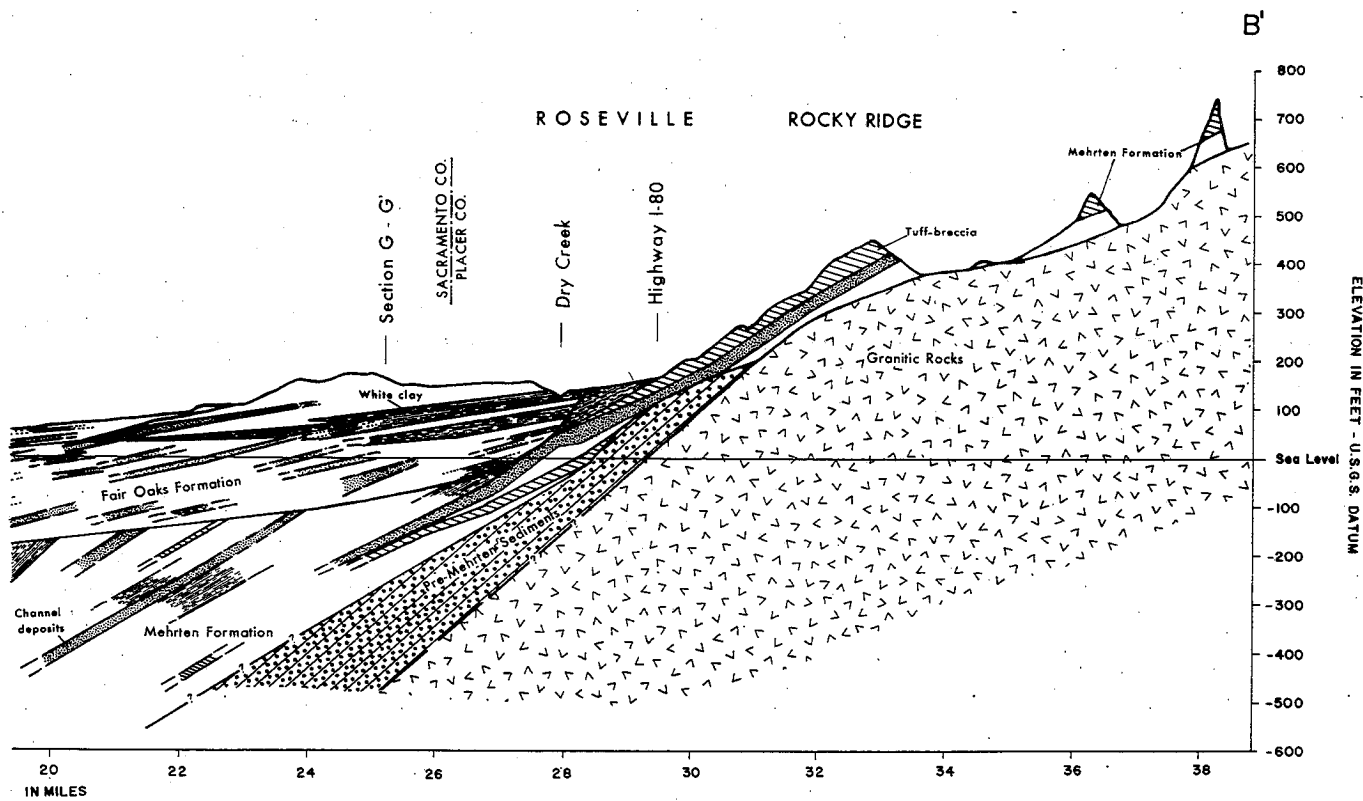 B'
800
700
600
500
400
300
200
100
Sea Level
-100
-200
-300
-400
-500
-600
ELEVATION IN FEET - U.S.G.S. DATUM
ROSEVILLE
ROCKY RIDGE
Mehrten Formation
Section G - G'
SACRAMENTO CO.
PLACER CO.
Dry Creek
Highway I-80
Tuff-breccia
Granitic Rocks
White clay
Fair Oaks Formation
Pre-Mehrten Sediments
Channel
deposits
Mehrten Formation
?
?
?
20
22
24
26
28
30
32
34
36
38
IN MILES